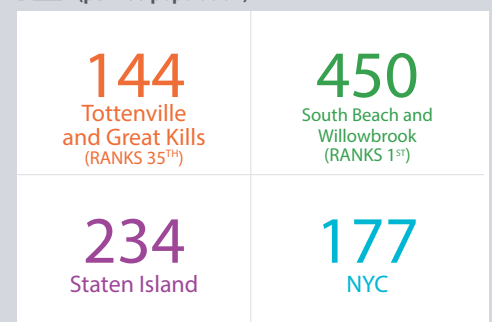 144
Tottenville
and Great Kills
(RANKS 35TH)
450
South Beach and
Willowbrook
(RANKS 1ST)
234
Staten Island
177
NYC